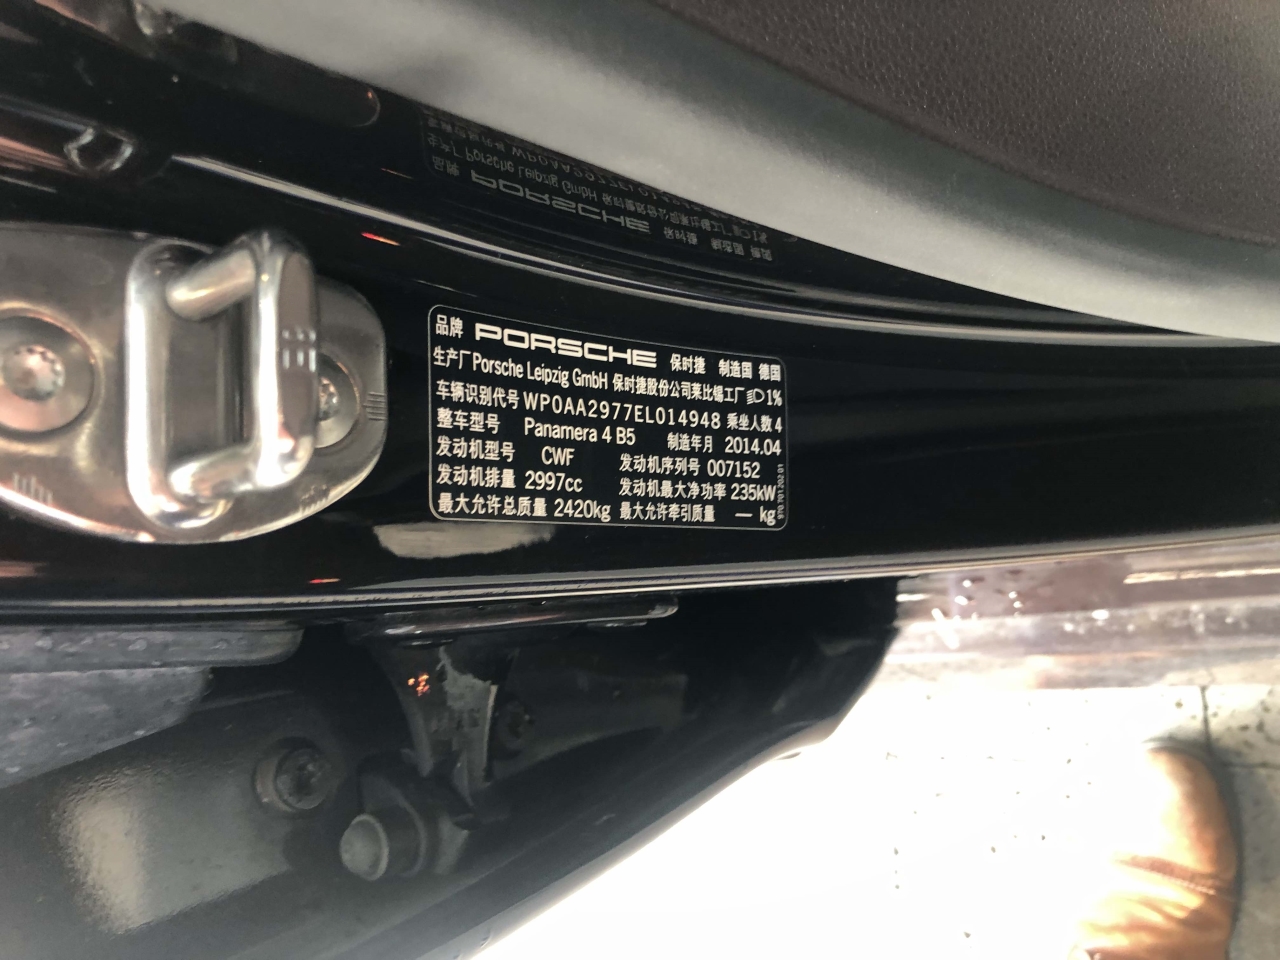 品牌 PORSCHE 保时捷 制造国 德国
生产厂 Porsche Leipzig GmbH 保时捷股份公司莱比锡工厂 1%
车辆识别代号 WP0AA2977EL014948 乘坐人数 4
整车型号 Panamera 4 B5 制造年月 2014.04
发动机型号 CWF 发动机序列号 007152
发动机排量 2997cc 发动机最大净功率 235kW
最大允许总质量 2420kg 最大允许牵引质量 — kg
970 701 202 01